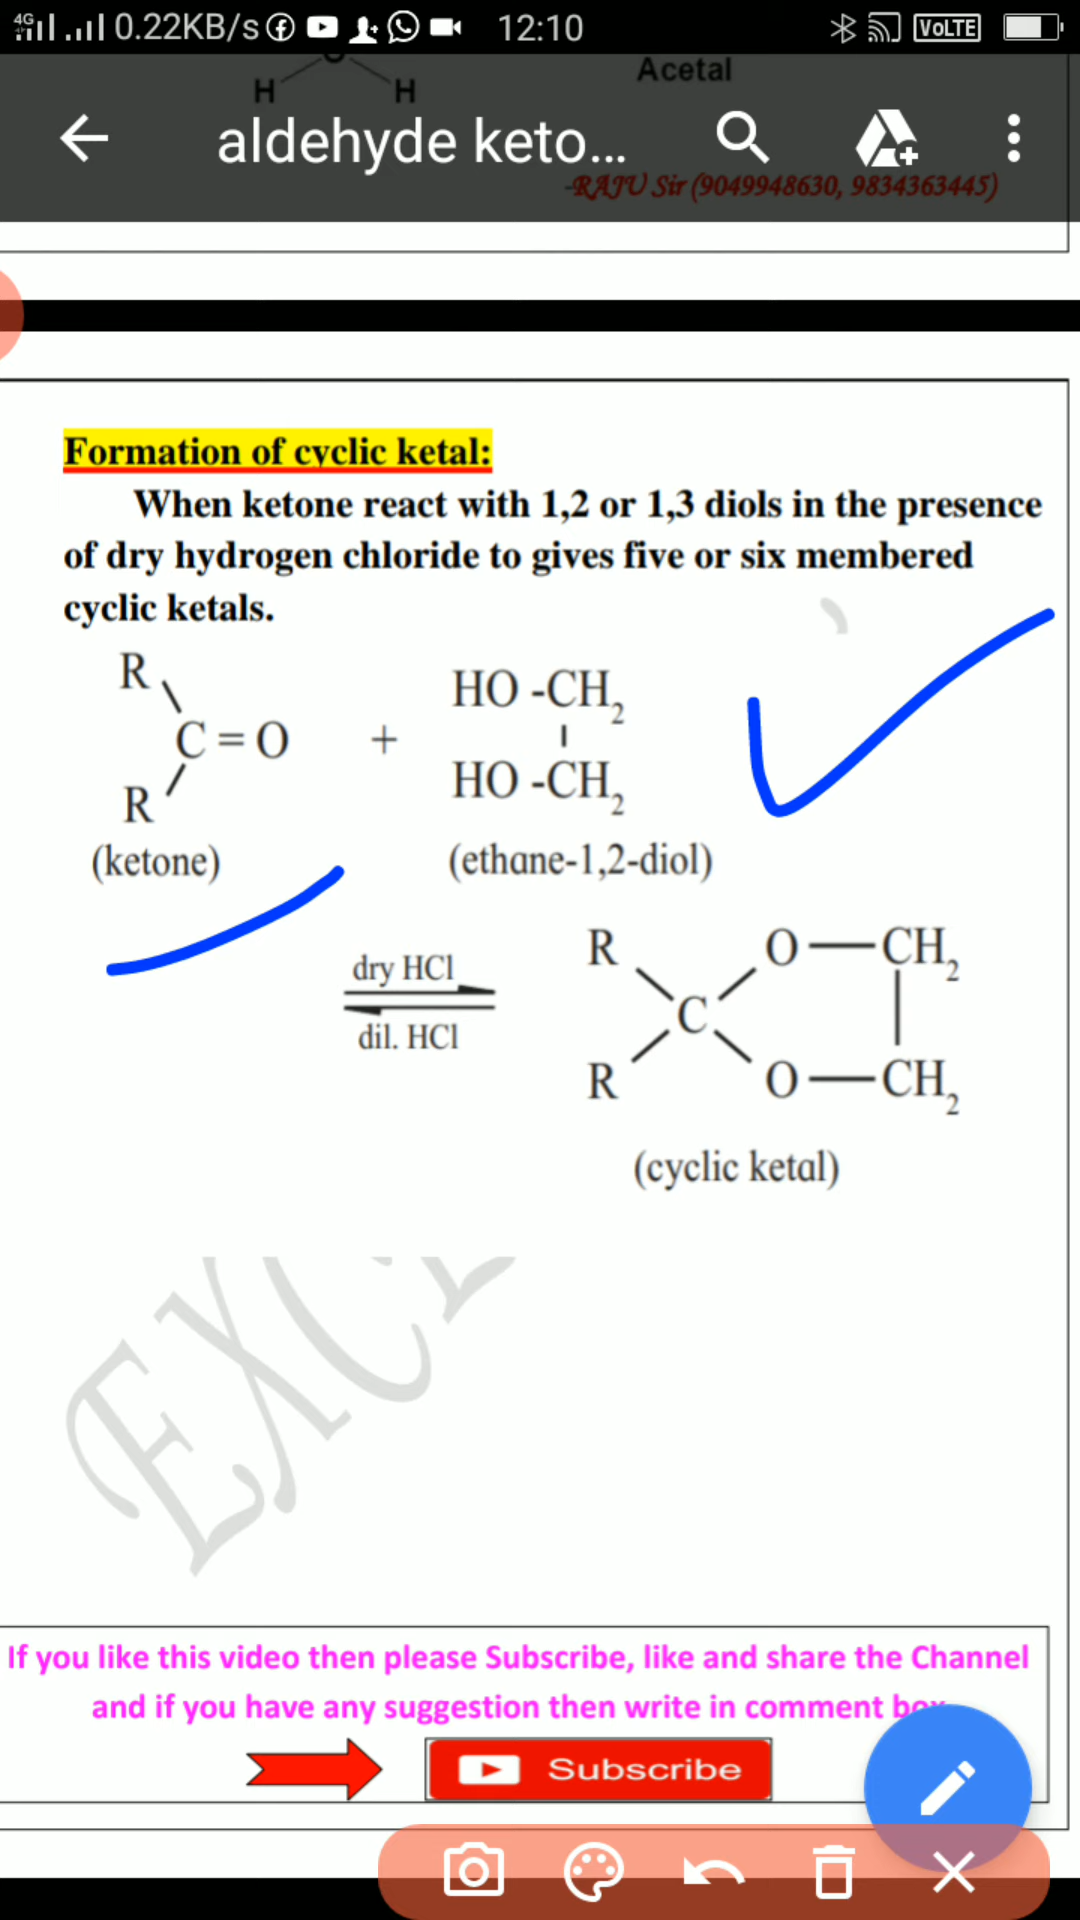 4G 0.22KB/s 12:10 VoLTE
Acetal
H H
aldehyde keto...
-RAJU Sir (9049948630, 9834363445)
Formation of cyclic ketal:
When ketone react with 1,2 or 1,3 diols in the presence
of dry hydrogen chloride to gives five or six membered
cyclic ketals.
R
HO -CH2
C = O +
HO -CH2
R
(ketone) (ethane-1,2-diol)
R O — CH2
dry HCl
C
dil. HCl
R O — CH2
(cyclic ketal)
If you like this video then please Subscribe, like and share the Channel
and if you have any suggestion then write in comment
Subscribe